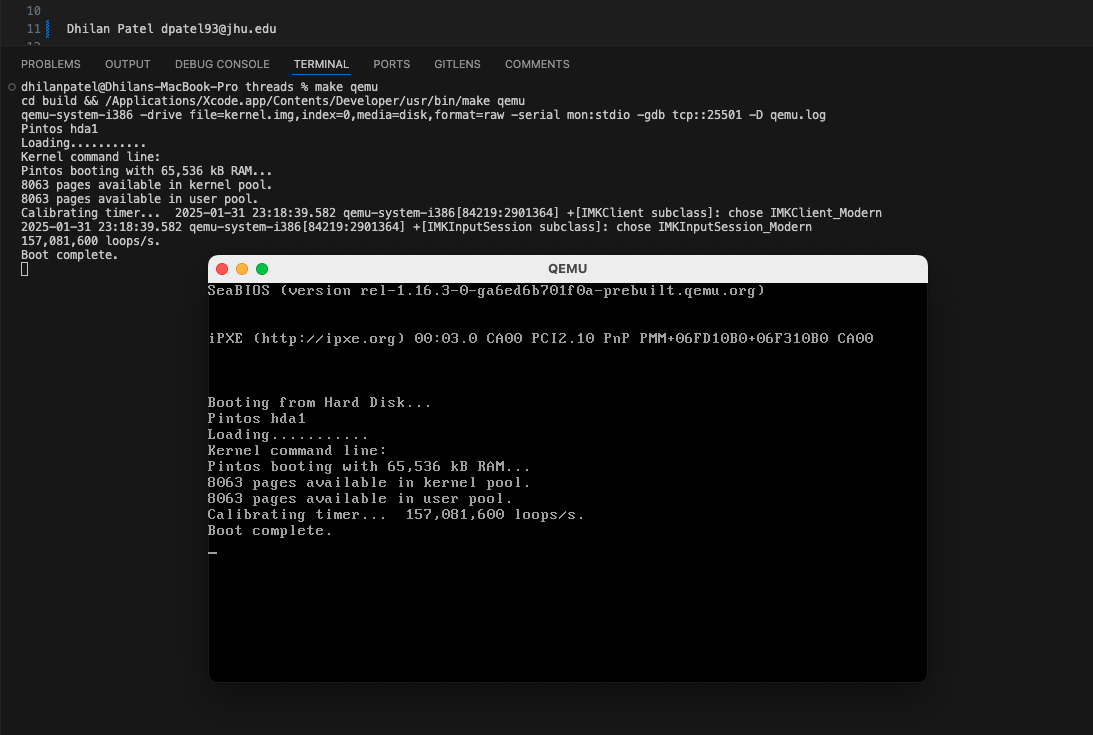 10
11 Dhilan Patel dpatel93@jhu.edu
PROBLEMS OUTPUT DEBUG CONSOLE TERMINAL PORTS GITLENS COMMENTS
dhilanpatel@Dhilans-MacBook-Pro threads % make qemu
cd build && /Applications/Xcode.app/Contents/Developer/usr/bin/make qemu
qemu-system-i386 -drive file=kernel.img,index=0,media=disk,format=raw -serial mon:stdio -gdb tcp::25501 -D qemu.log
Pintos hda1
Loading...........
Kernel command line:
Pintos booting with 65,536 kB RAM...
8063 pages available in kernel pool.
8063 pages available in user pool.
Calibrating timer...  2025-01-31 23:18:39.582 qemu-system-i386[84219:2901364] +[IMKClient subclass]: chose IMKClient_Modern
2025-01-31 23:18:39.582 qemu-system-i386[84219:2901364] +[IMKInputSession subclass]: chose IMKInputSession_Modern
157,081,600 loops/s.
Boot complete.
QEMU
SeaBIOS (version rel-1.16.3-0-ga6ed6b701f0a-prebuilt.qemu.org)
iPXE (http://ipxe.org) 00:03.0 CA00 PCI2.10 PnP PMM+06FD10B0+06F310B0 CA00
Booting from Hard Disk...
Pintos hda1
Loading...........
Kernel command line:
Pintos booting with 65,536 kB RAM...
8063 pages available in kernel pool.
8063 pages available in user pool.
Calibrating timer...  157,081,600 loops/s.
Boot complete.